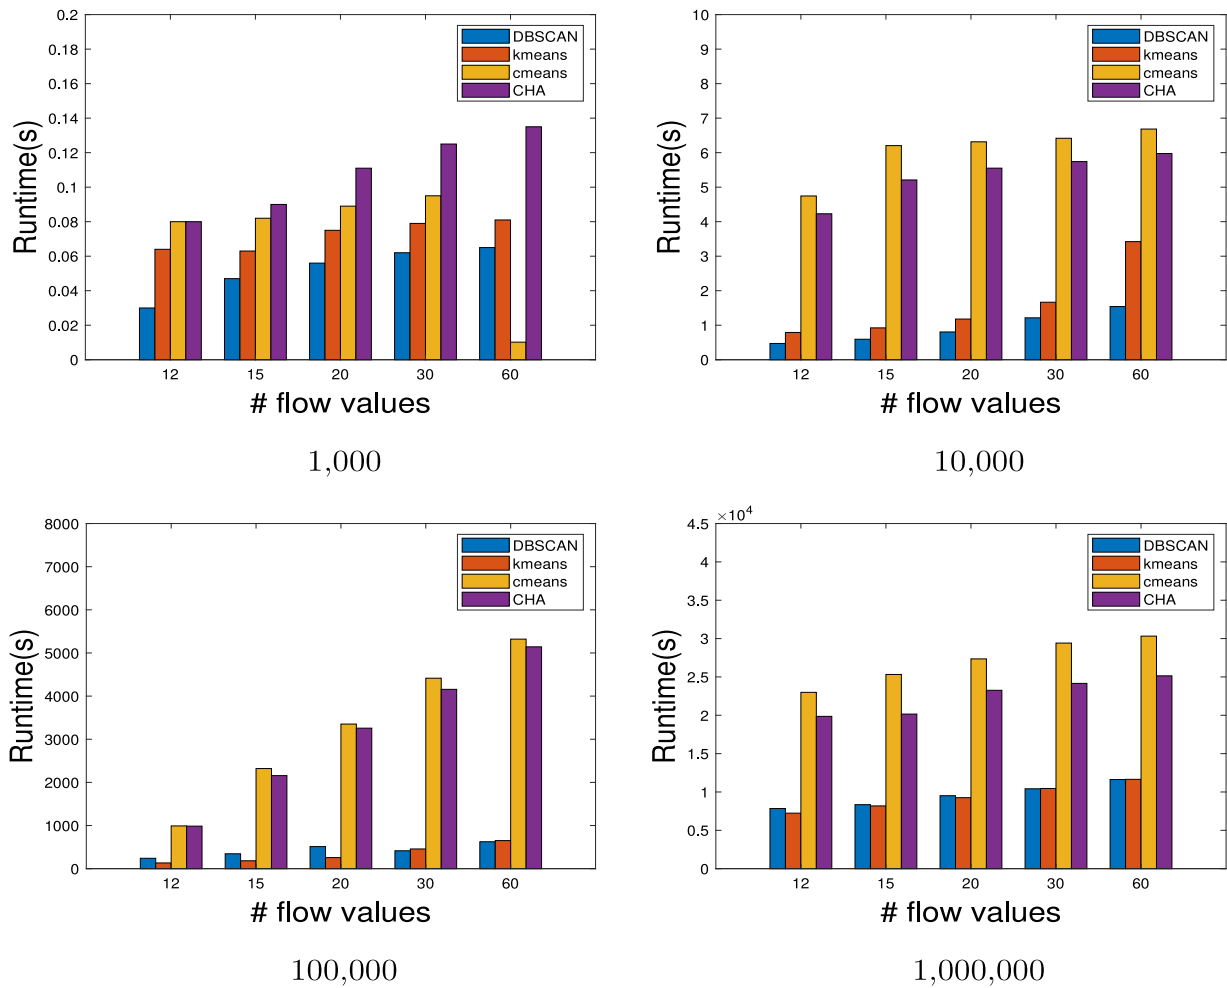 0.2
0.18
0.16
0.14
0.12
0.1
0.08
0.06
0.04
0.02
0
Runtime(s)
DBSCAN
kmeans
cmeans
CHA
12 15 20 30 60
# flow values
1,000
10
9
8
7
6
5
4
3
2
1
0
Runtime(s)
DBSCAN
kmeans
cmeans
CHA
12 15 20 30 60
# flow values
10,000
8000
7000
6000
5000
4000
3000
2000
1000
0
Runtime(s)
DBSCAN
kmeans
cmeans
CHA
12 15 20 30 60
# flow values
100,000
×10⁴
4.5
4
3.5
3
2.5
2
1.5
1
0.5
0
Runtime(s)
DBSCAN
kmeans
cmeans
CHA
12 15 20 30 60
# flow values
1,000,000